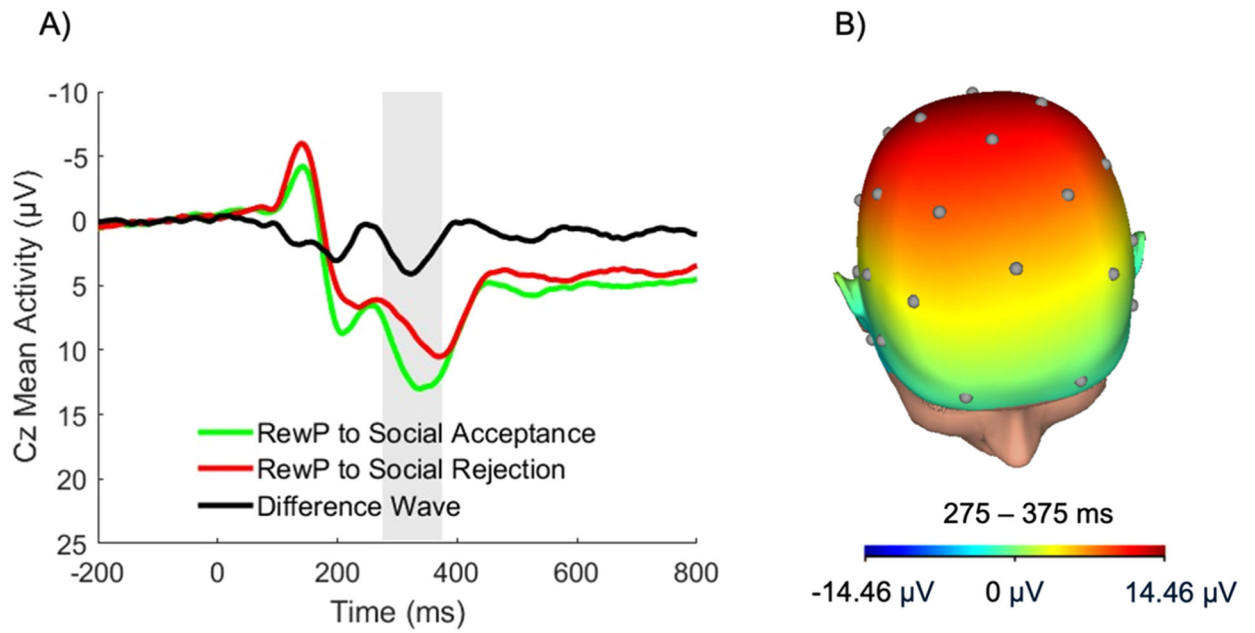 A)
-10
-5
0
5
10
15
20
25
Cz Mean Activity (µV)
RewP to Social Acceptance
RewP to Social Rejection
Difference Wave
-200 0 200 400 600 800
Time (ms)
B)
275 – 375 ms
-14.46 µV 0 µV 14.46 µV